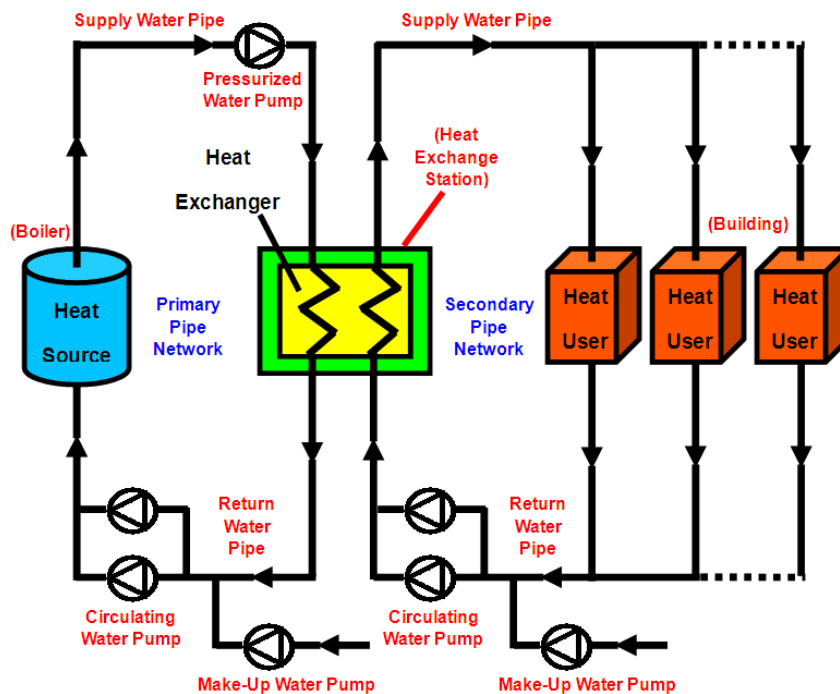 Supply Water Pipe
Supply Water Pipe
Pressurized
Water Pump
(Heat
Exchange
Station)
Heat
Exchanger
(Boiler)
(Building)
Heat
Source
Primary
Pipe
Network
Secondary
Pipe
Network
Heat
User
Heat
User
Heat
User
Return
Water
Pipe
Return
Water
Pipe
Circulating
Water Pump
Circulating
Water Pump
Make-Up Water Pump
Make-Up Water Pump